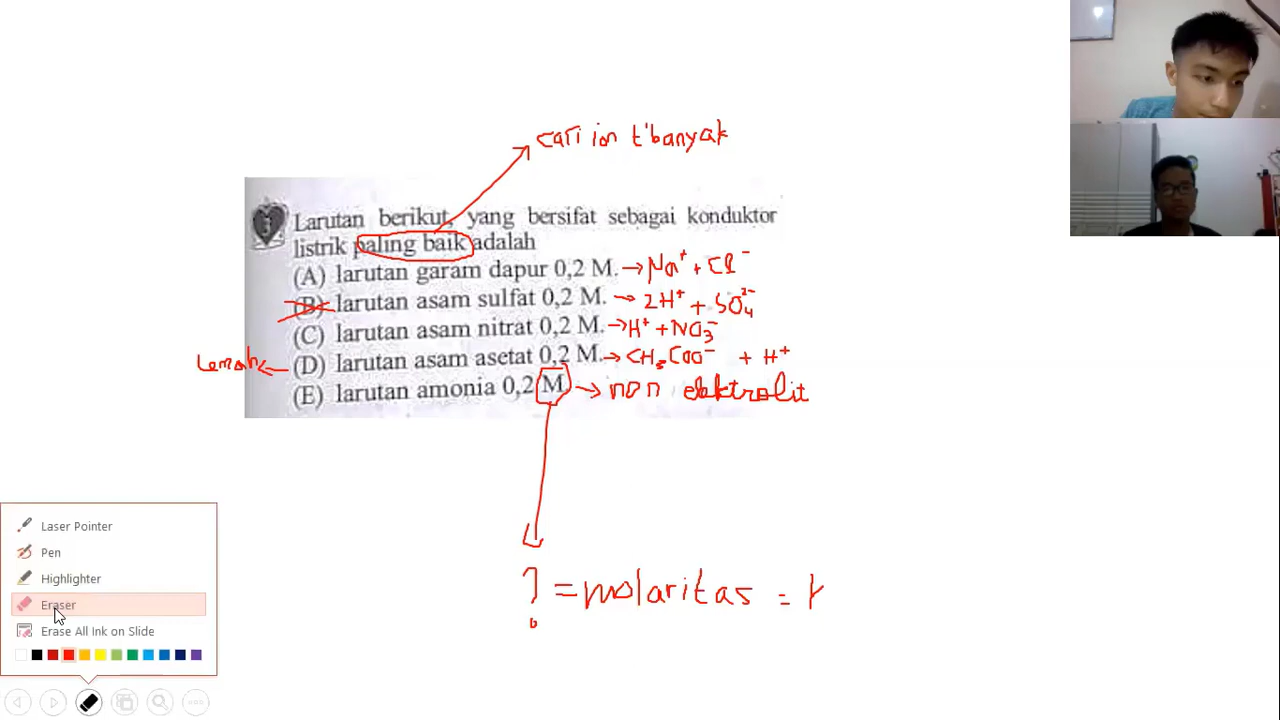 cari ion t'banyak
3
Larutan berikut, yang bersifat sebagai konduktor
listrik paling baik adalah
(A) larutan garam dapur 0,2 M. → Na⁺ + Cl⁻
(B) larutan asam sulfat 0,2 M. → 2H⁺ + SO₄²⁻
(C) larutan asam nitrat 0,2 M. → H⁺ + NO₃⁻
lemah ← (D) larutan asam asetat 0,2 M. → CH₃COO⁻ + H⁺
(E) larutan amonia 0,2 M → non elektrolit
? = molaritas =
Laser Pointer
Pen
Highlighter
Eraser
Erase All Ink on Slide